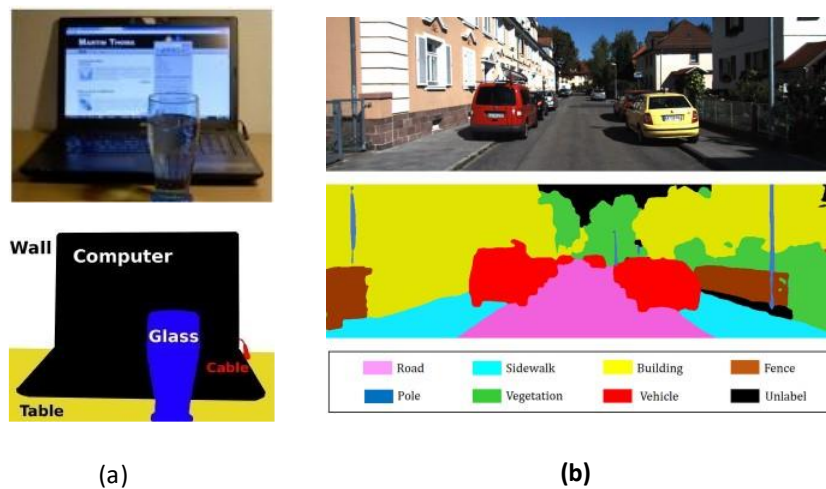 MARTIN THOMA
Wall
Computer
Glass
Cable
Table
Road
Sidewalk
Building
Fence
Pole
Vegetation
Vehicle
Unlabel
(a)
(b)